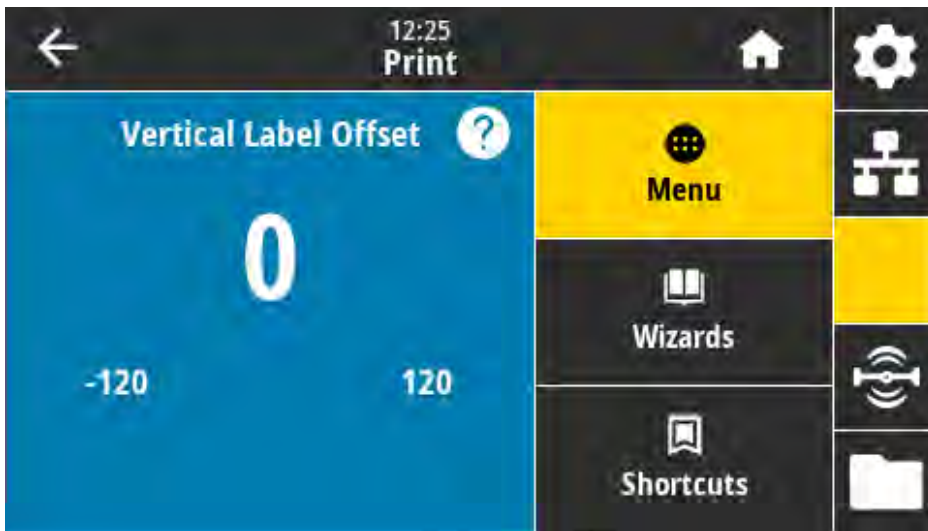 12:25
Print
Vertical Label Offset ?
0
-120 120
Menu
Wizards
Shortcuts